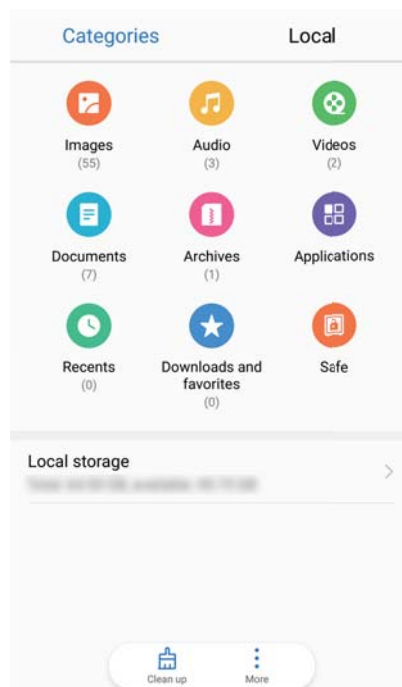 Categories Local
Images Audio Videos
(55) (3) (2)
Documents Archives Applications
(7) (1)
Recents Downloads and Safe
(0) favorites
(0)
Local storage
Clean up More